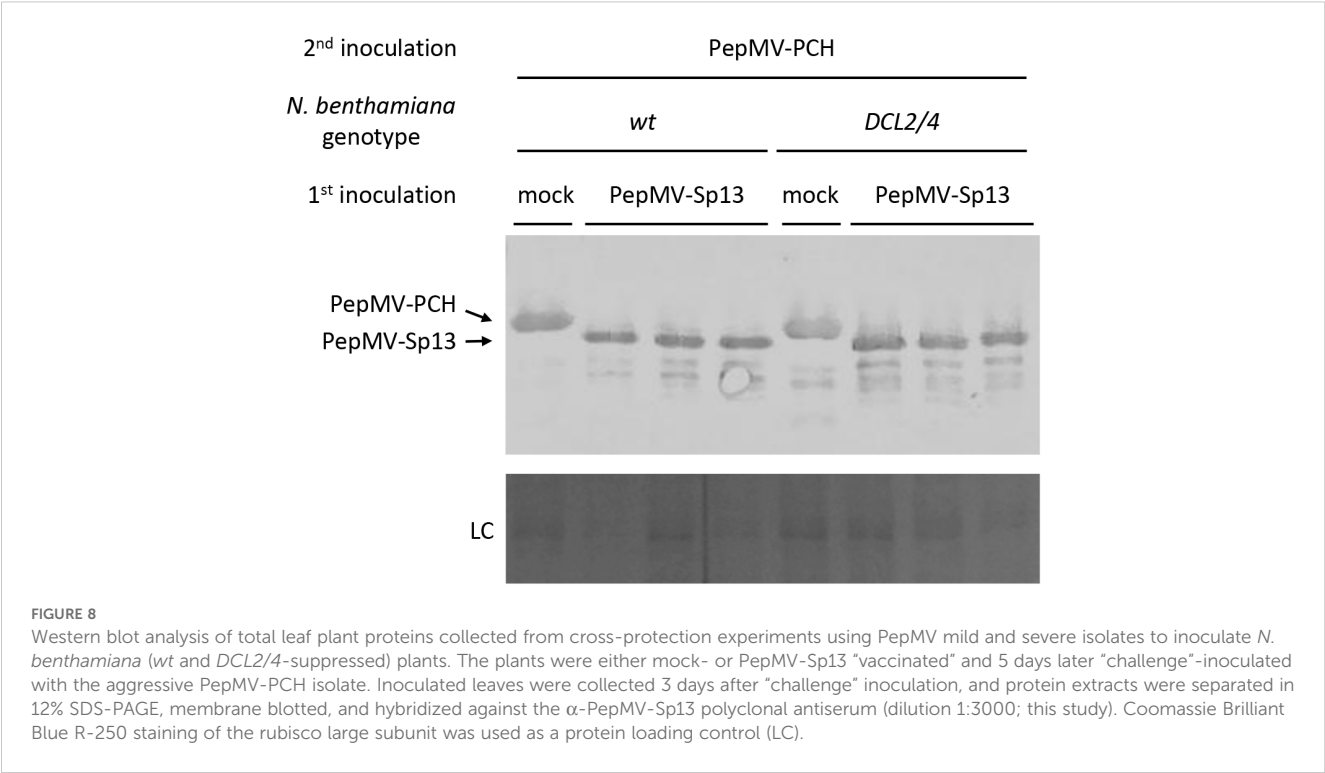 2nd inoculation PepMV-PCH
N. benthamiana
genotype wt DCL2/4
1st inoculation mock PepMV-Sp13 mock PepMV-Sp13
PepMV-PCH
PepMV-Sp13
LC
FIGURE 8
Western blot analysis of total leaf plant proteins collected from cross-protection experiments using PepMV mild and severe isolates to inoculate N.
benthamiana (wt and DCL2/4-suppressed) plants. The plants were either mock- or PepMV-Sp13 “vaccinated” and 5 days later “challenge”-inoculated
with the aggressive PepMV-PCH isolate. Inoculated leaves were collected 3 days after “challenge” inoculation, and protein extracts were separated in
12% SDS-PAGE, membrane blotted, and hybridized against the α-PepMV-Sp13 polyclonal antiserum (dilution 1:3000; this study). Coomassie Brilliant
Blue R-250 staining of the rubisco large subunit was used as a protein loading control (LC).